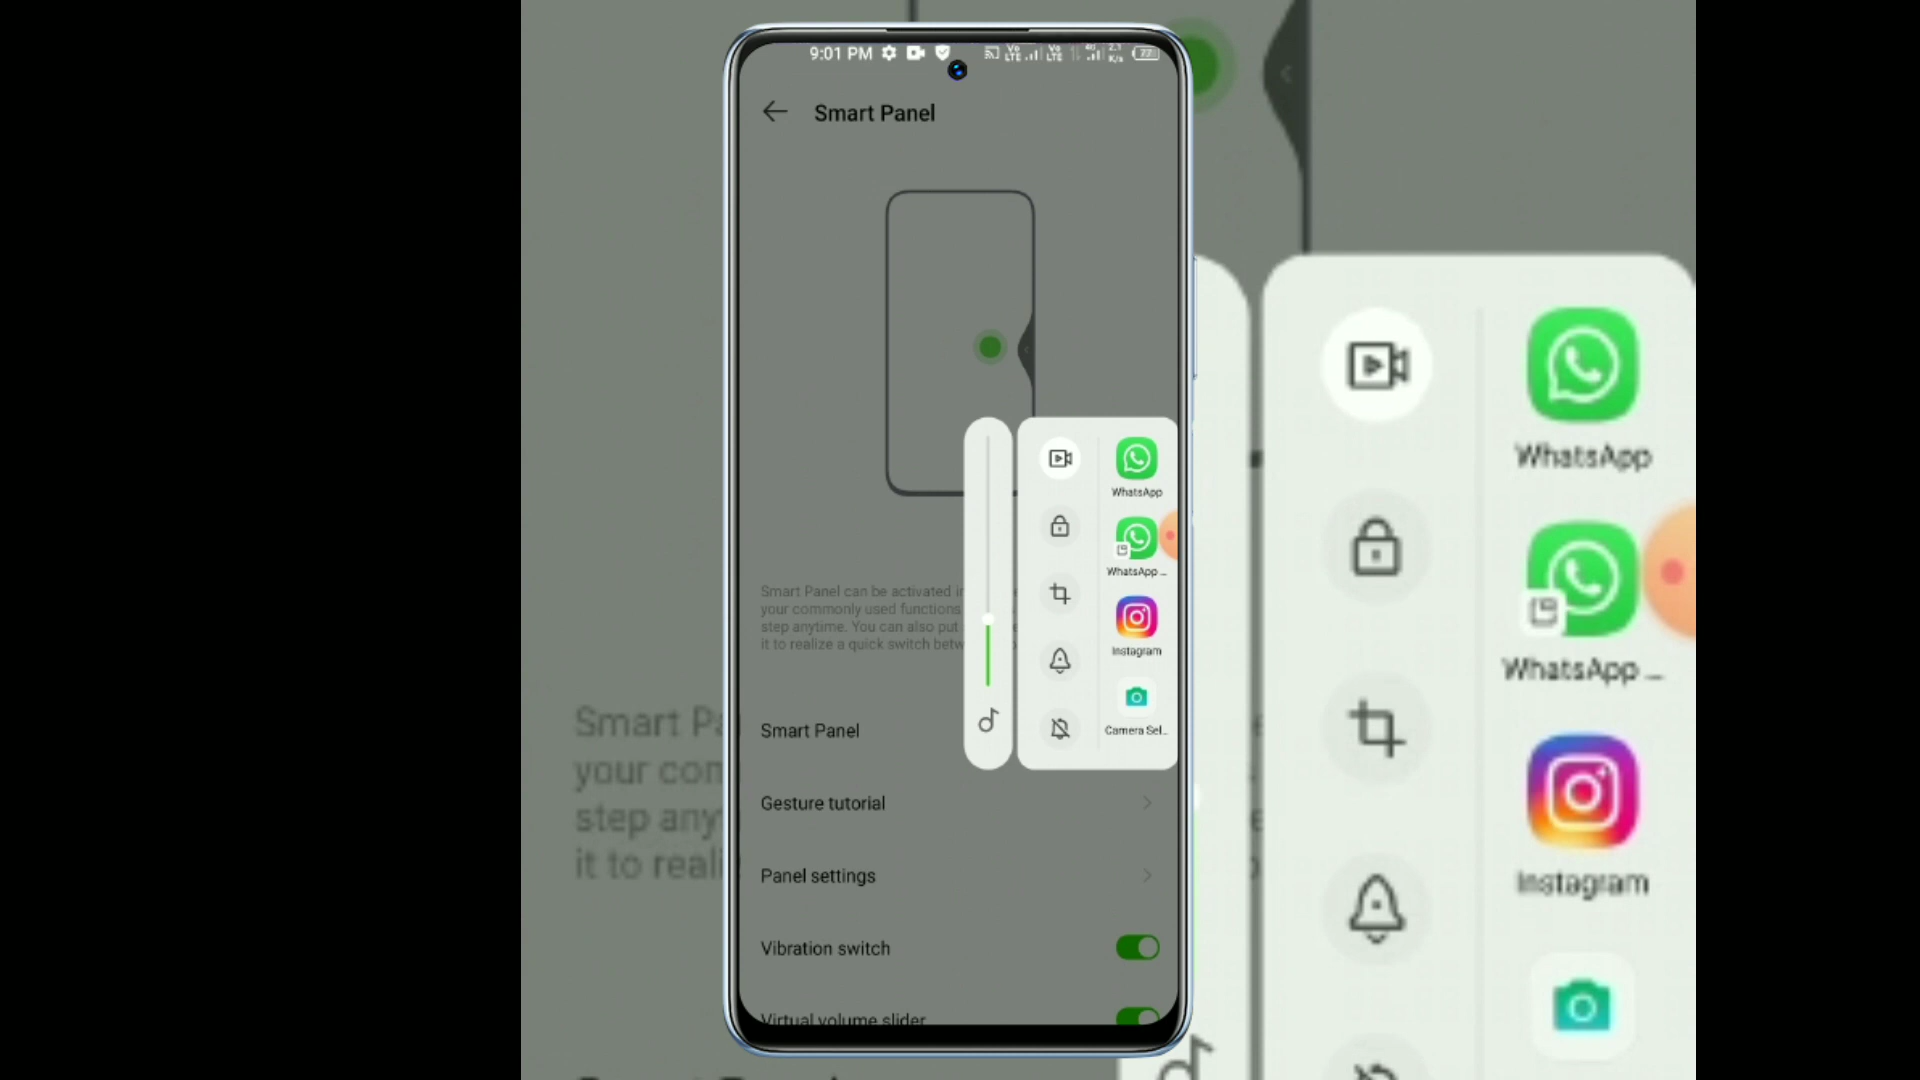 9:01 PM
Smart Panel
Smart Panel can be activated i
your commonly used functions
step anytime. You can also put
it to realize a quick switch betw
Smart Panel
Gesture tutorial
Panel settings
Vibration switch
Virtual volume slider
WhatsApp
WhatsApp ...
Instagram
Camera Sel...
WhatsApp
WhatsApp ...
Instagram
Smart Pa
your con
step any
it to reali